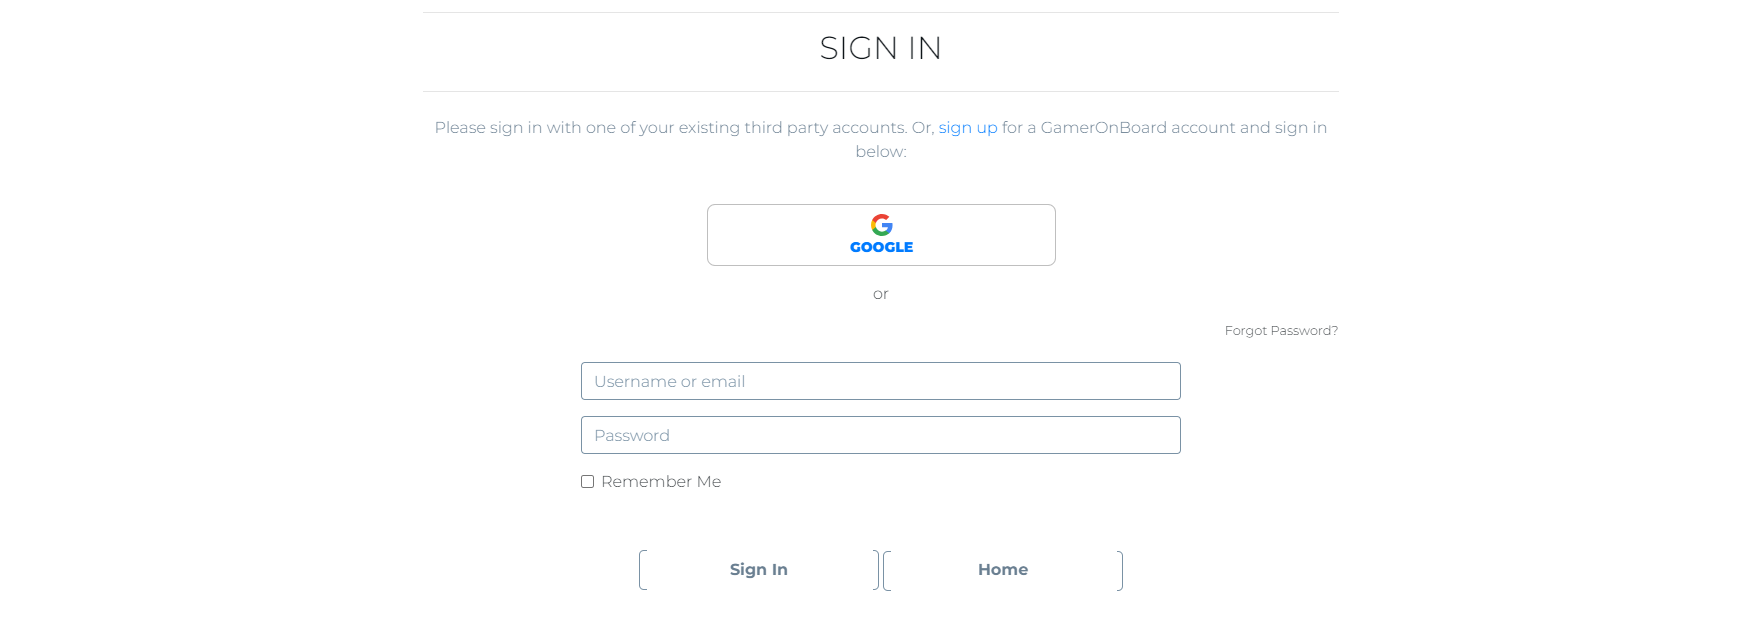 SIGN IN
Please sign in with one of your existing third party accounts. Or, sign up for a GamerOnBoard account and sign in
below:
GOOGLE
or
Forgot Password?
Username or email
Password
Remember Me
Sign In
Home